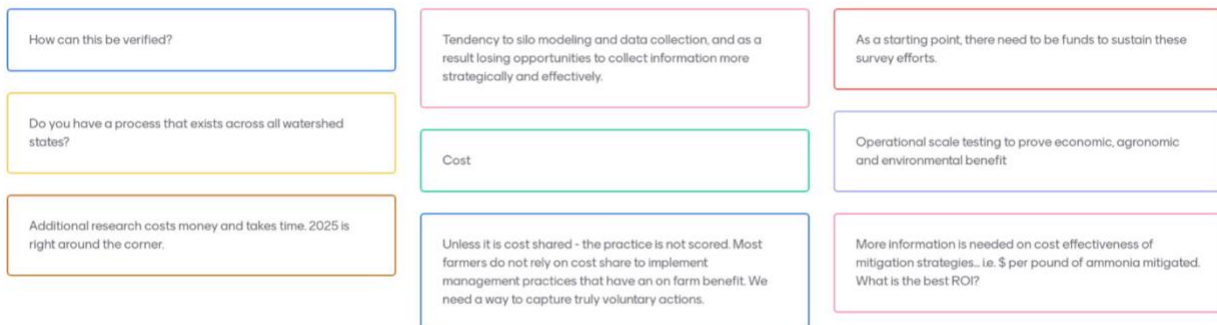 How can this be verified?
Do you have a process that exists across all watershed
states?
Additional research costs money and takes time. 2025 is
right around the corner.
Tendency to silo modeling and data collection, and as a
result losing opportunities to collect information more
strategically and effectively.
Cost
Unless it is cost shared - the practice is not scored. Most
farmers do not rely on cost share to implement
management practices that have an on farm benefit. We
need a way to capture truly voluntary actions.
As a starting point, there need to be funds to sustain these
survey efforts.
Operational scale testing to prove economic, agronomic
and environmental benefit
More information is needed on cost effectiveness of
mitigation strategies... i.e. $ per pound of ammonia mitigated.
What is the best ROI?